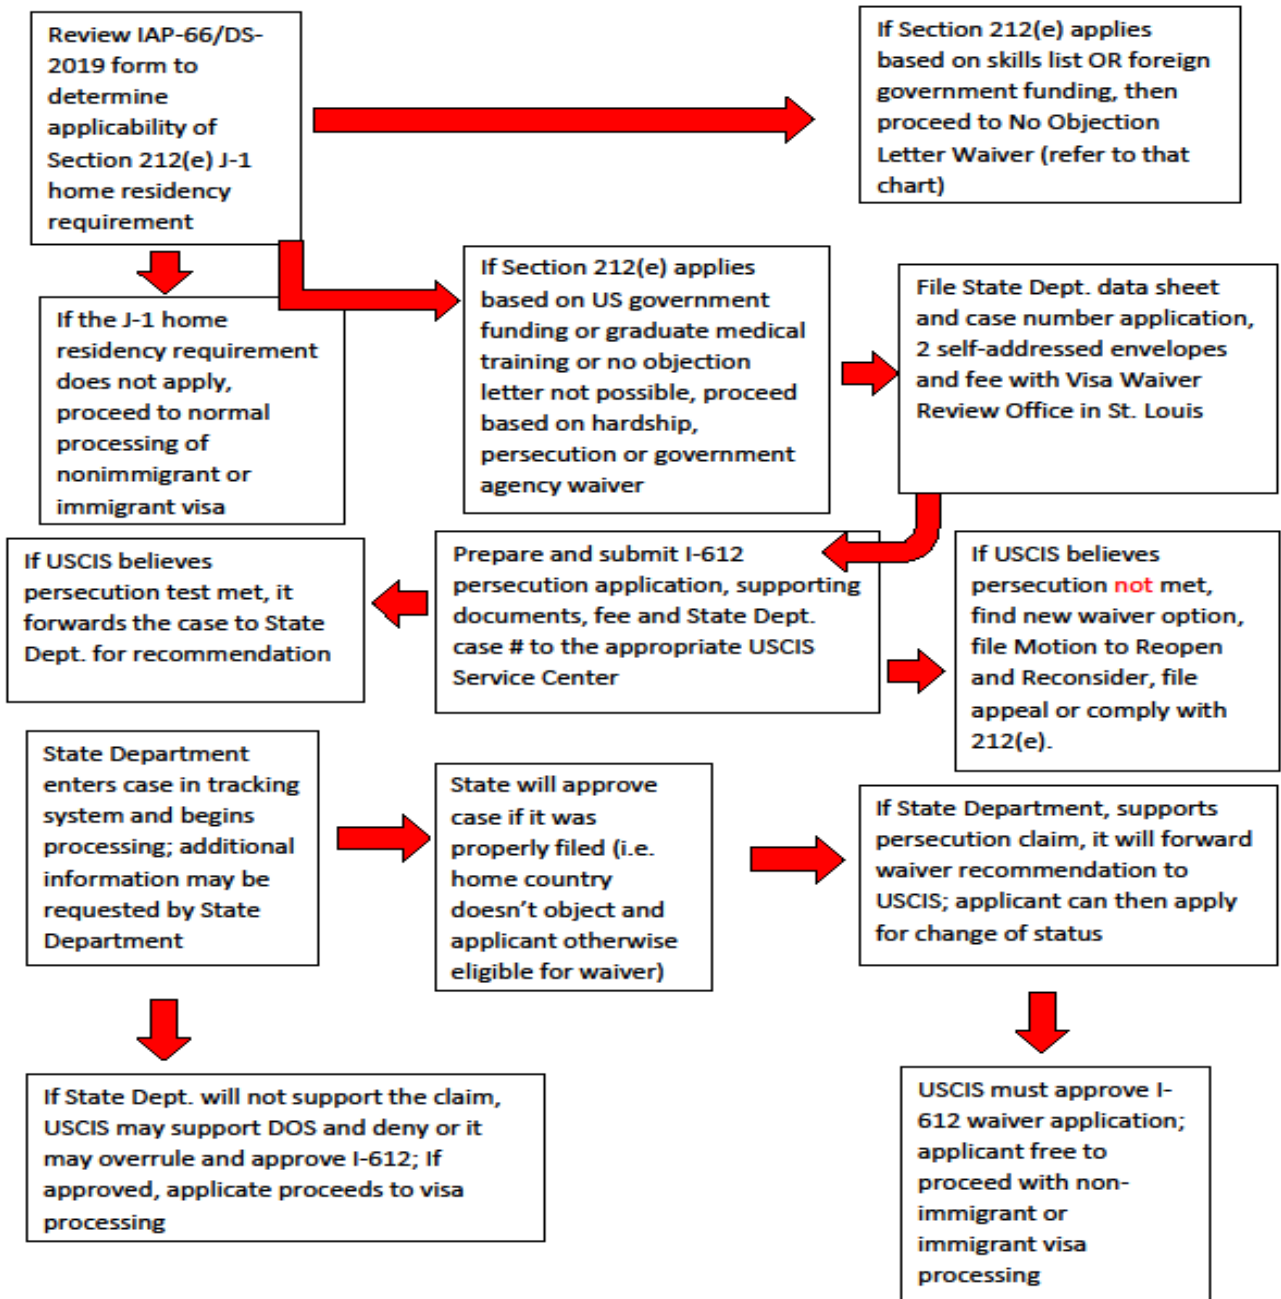 Review IAP-66/DS-
2019 form to
determine
applicability of
Section 212(e) J-1
home residency
requirement
If Section 212(e) applies
based on skills list OR foreign
government funding, then
proceed to No Objection
Letter Waiver (refer to that
chart)
If the J-1 home
residency requirement
does not apply,
proceed to normal
processing of
nonimmigrant or
immigrant visa
If Section 212(e) applies
based on US government
funding or graduate medical
training or no objection
letter not possible, proceed
based on hardship,
persecution or government
agency waiver
File State Dept. data sheet
and case number application,
2 self-addressed envelopes
and fee with Visa Waiver
Review Office in St. Louis
If USCIS believes
persecution test met, it
forwards the case to State
Dept. for recommendation
Prepare and submit I-612
persecution application, supporting
documents, fee and State Dept.
case # to the appropriate USCIS
Service Center
If USCIS believes
persecution not met,
find new waiver option,
file Motion to Reopen
and Reconsider, file
appeal or comply with
212(e).
State Department
enters case in tracking
system and begins
processing; additional
information may be
requested by State
Department
State will approve
case if it was
properly filed (i.e.
home country
doesn't object and
applicant otherwise
eligible for waiver)
If State Department, supports
persecution claim, it will forward
waiver recommendation to
USCIS; applicant can then apply
for change of status
If State Dept. will not support the claim,
USCIS may support DOS and deny or it
may overrule and approve I-612; If
approved, applicate proceeds to visa
processing
USCIS must approve I-
612 waiver application;
applicant free to
proceed with non-
immigrant or
immigrant visa
processing